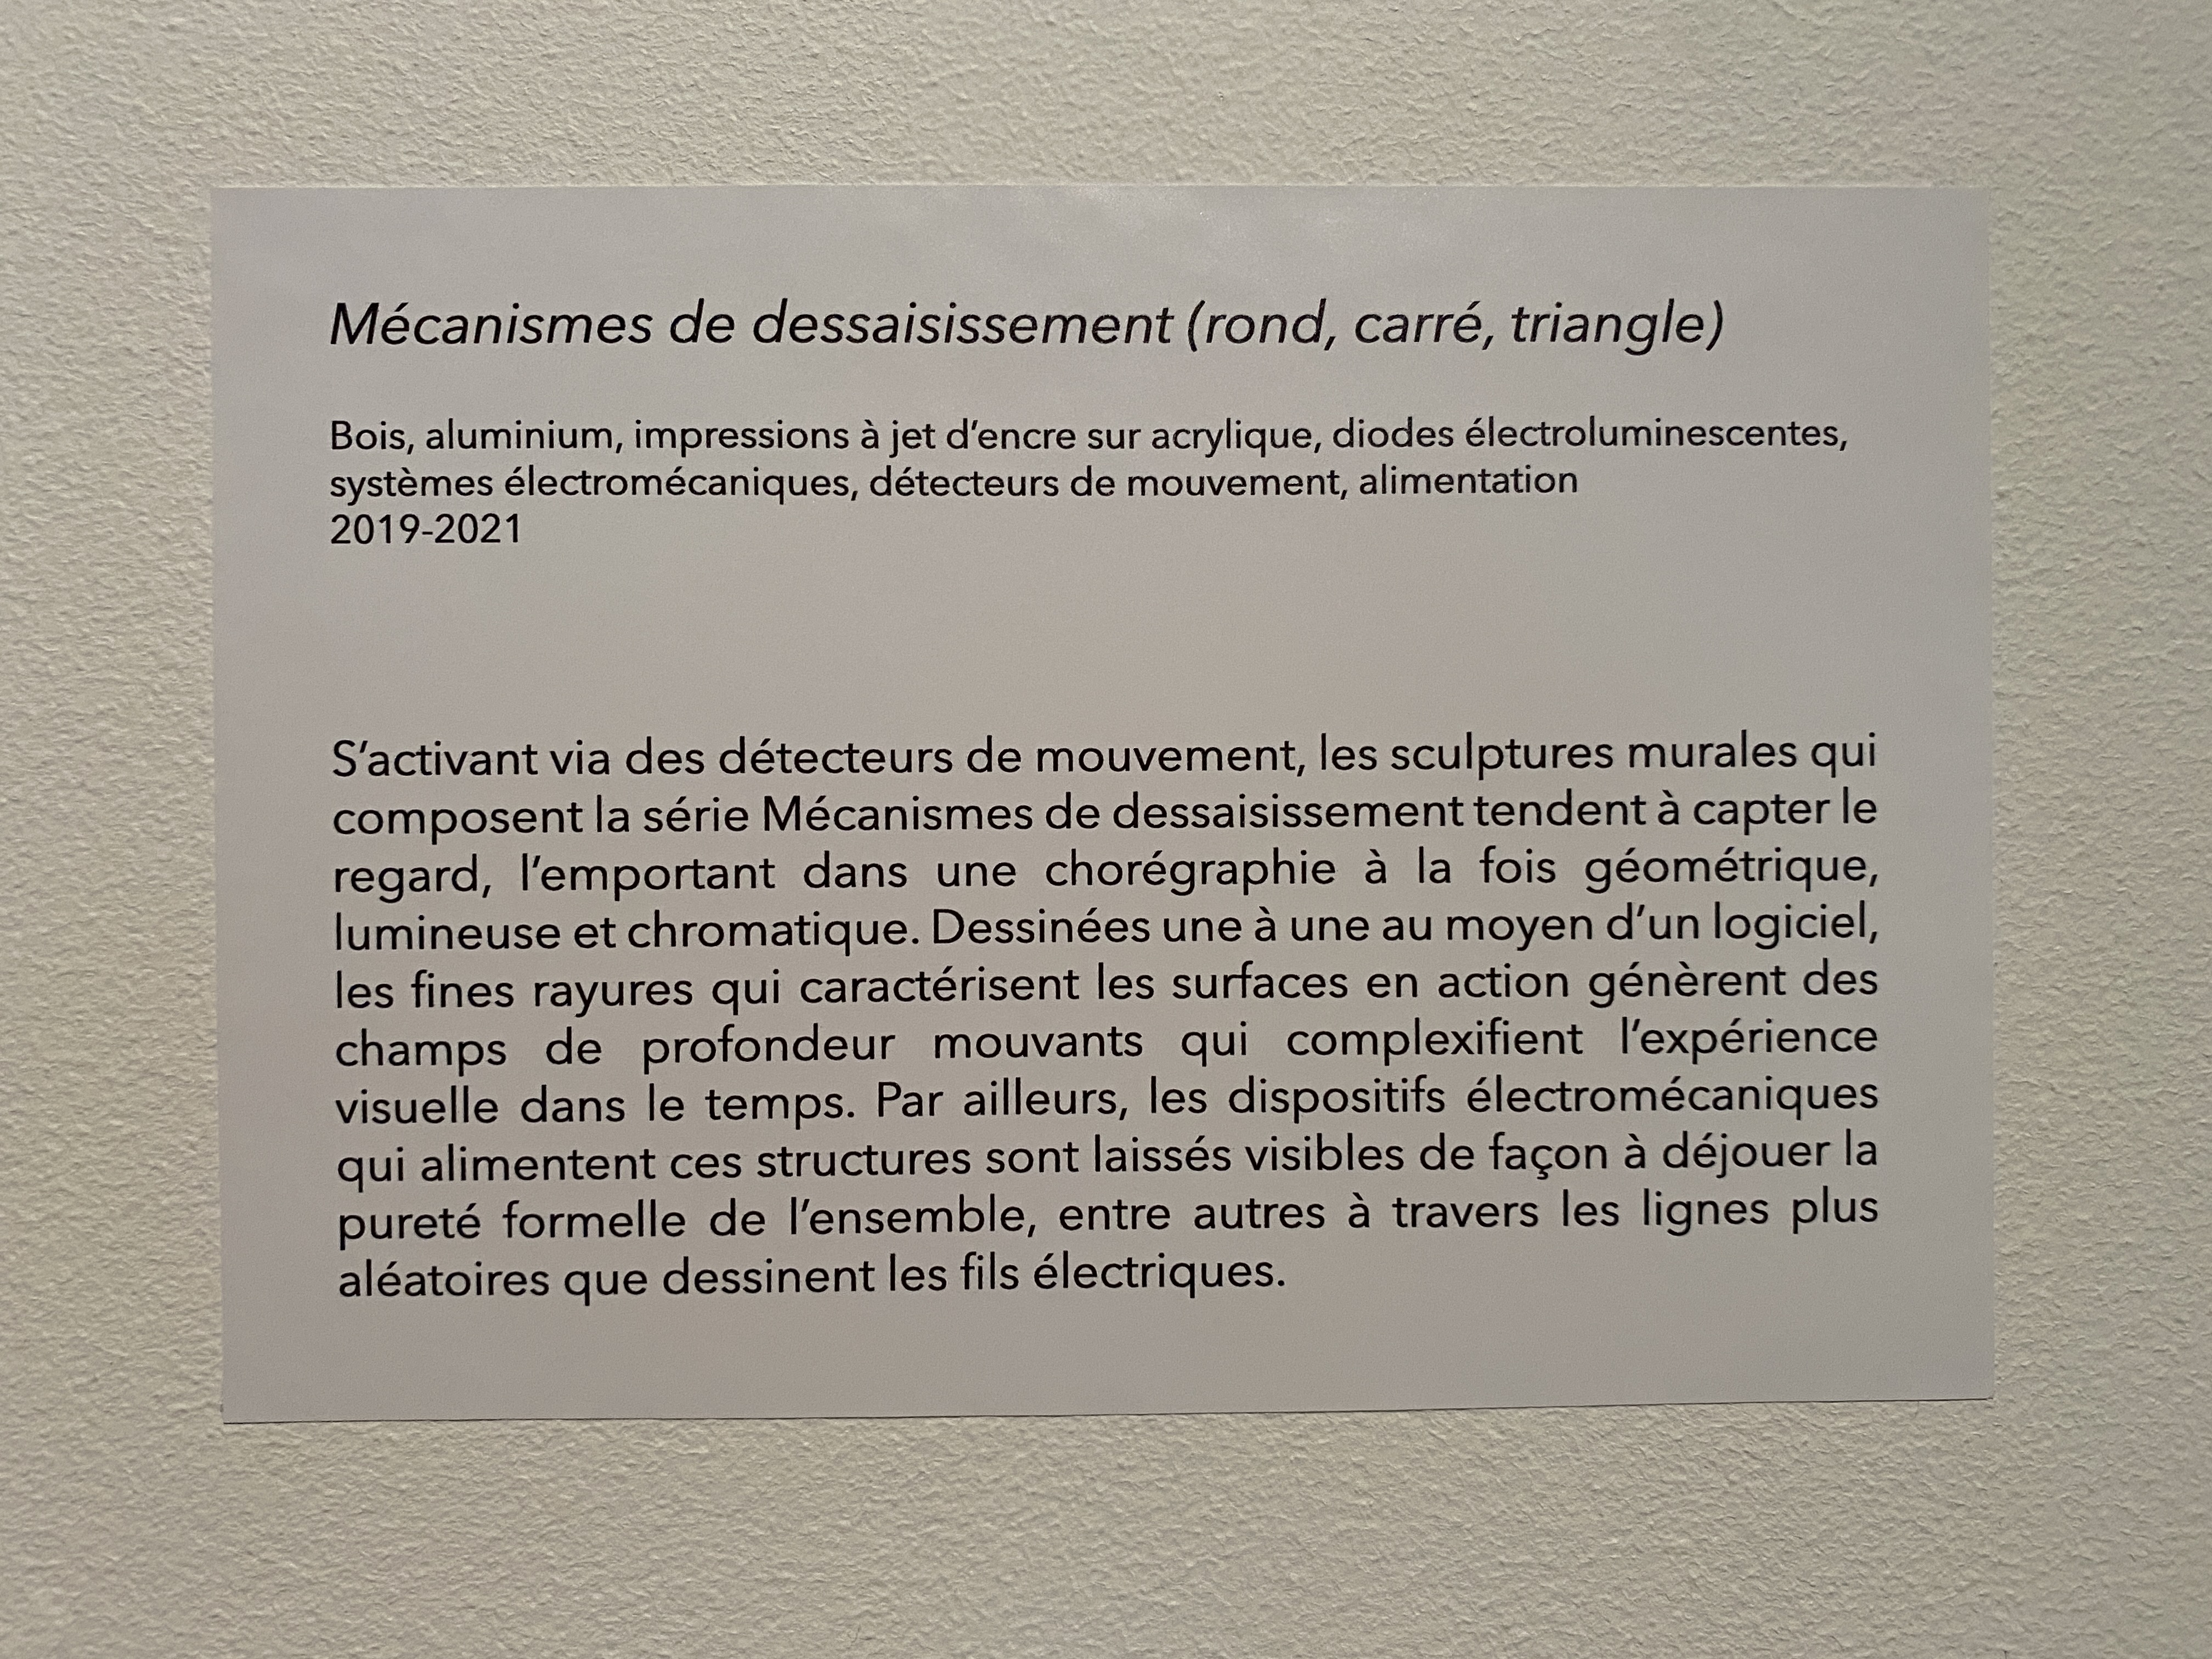 Mécanismes de dessaisissement (rond, carré, triangle)
Bois, aluminium, impressions à jet d'encre sur acrylique, diodes électroluminescentes,
systèmes électromécaniques, détecteurs de mouvement, alimentation
2019-2021
S'activant via des détecteurs de mouvement, les sculptures murales qui
composent la série Mécanismes de dessaisissement tendent à capter le
regard, l'emportant dans une chorégraphie à la fois géométrique,
lumineuse et chromatique. Dessinées une à une au moyen d'un logiciel,
les fines rayures qui caractérisent les surfaces en action génèrent des
champs de profondeur mouvants qui complexifient l'expérience
visuelle dans le temps. Par ailleurs, les dispositifs électromécaniques
qui alimentent ces structures sont laissés visibles de façon à déjouer la
pureté formelle de l'ensemble, entre autres à travers les lignes plus
aléatoires que dessinent les fils électriques.